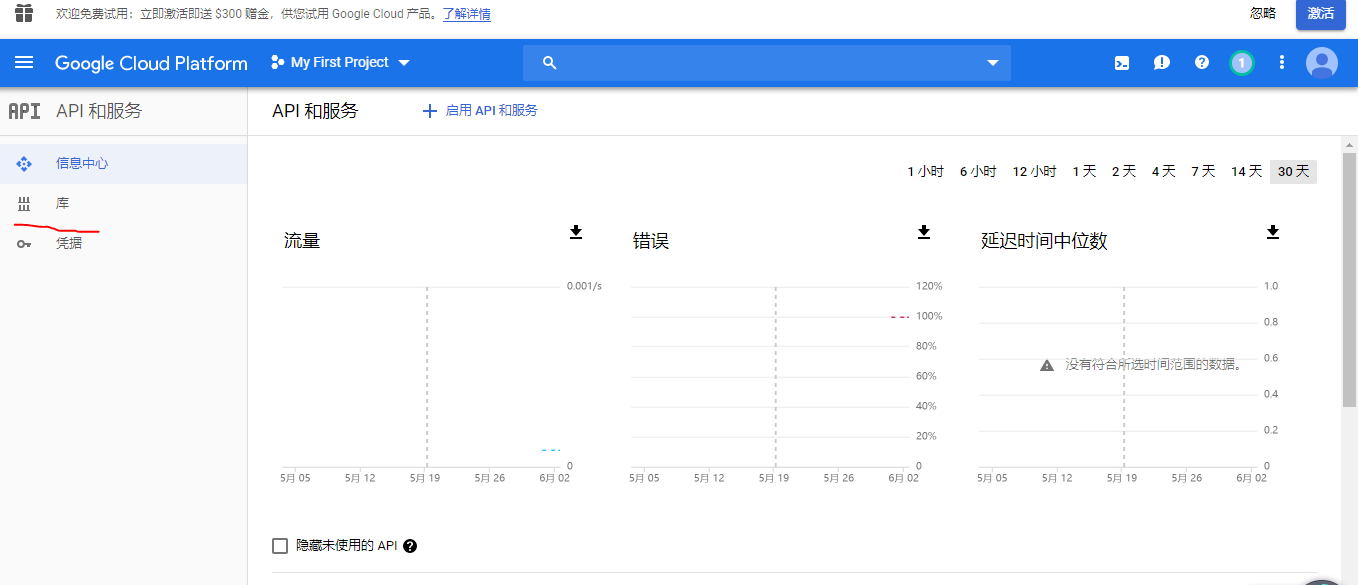 欢迎免费试用：立即激活即送 $300 赠金，供您试用 Google Cloud 产品。了解详情
忽略
激活
Google Cloud Platform
My First Project
1
API API 和服务
API 和服务
启用 API 和服务
信息中心
库
凭据
1 小时 6 小时 12 小时 1 天 2 天 4 天 7 天 14 天 30 天
流量
0.001/s
0
5月 05 5月 12 5月 19 5月 26 6月 02
错误
120%
100%
80%
60%
40%
20%
0
5月 05 5月 12 5月 19 5月 26 6月 02
延迟时间中位数
1.0
0.8
0.6
没有符合所选时间范围的数据。
0.4
0.2
0
5月 05 5月 12 5月 19 5月 26 6月 02
隐藏未使用的 API